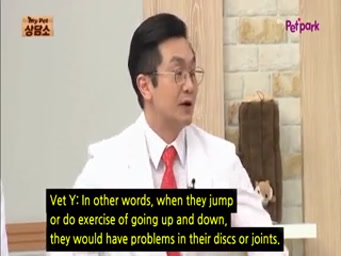 My Pet
상담소
Petpark
Vet Y: In other words, when they jump
or do exercise of going up and down,
they would have problems in their discs or joints.